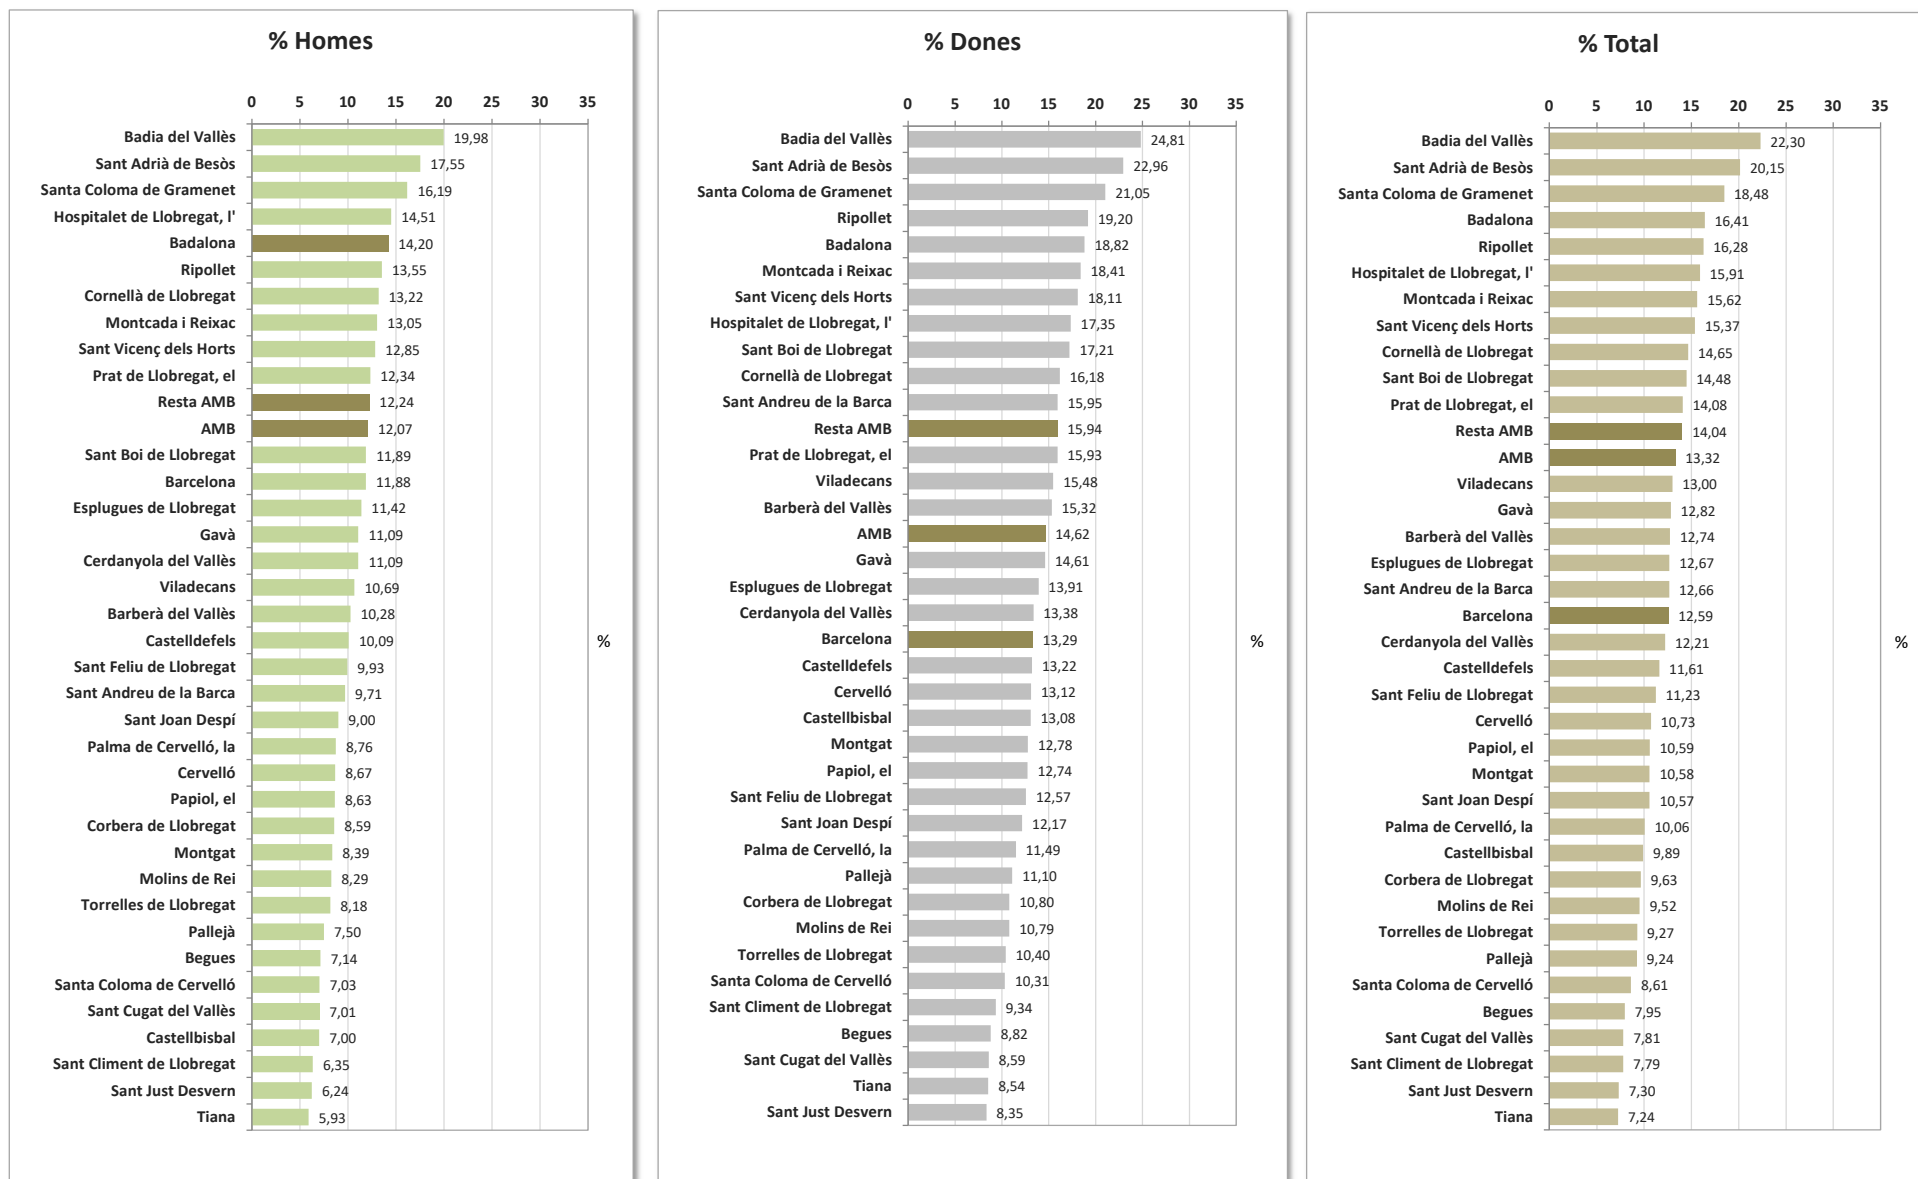 % Homes
0 5 10 15 20 25 30 35
Badia del Vallès 19,98
Sant Adrià de Besòs 17,55
Santa Coloma de Gramenet 16,19
Hospitalet de Llobregat, l' 14,51
Badalona 14,20
Ripollet 13,55
Cornellà de Llobregat 13,22
Montcada i Reixac 13,05
Sant Vicenç dels Horts 12,85
Prat de Llobregat, el 12,34
Resta AMB 12,24
AMB 12,07
Sant Boi de Llobregat 11,89
Barcelona 11,88
Esplugues de Llobregat 11,42
Gavà 11,09
Cerdanyola del Vallès 11,09
Viladecans 10,69
Barberà del Vallès 10,28
Castelldefels 10,09
%
Sant Feliu de Llobregat 9,93
Sant Andreu de la Barca 9,71
Sant Joan Despí 9,00
Palma de Cervelló, la 8,76
Cervelló 8,67
Papiol, el 8,63
Corbera de Llobregat 8,59
Montgat 8,39
Molins de Rei 8,29
Torrelles de Llobregat 8,18
Pallejà 7,50
Begues 7,14
Santa Coloma de Cervelló 7,03
Sant Cugat del Vallès 7,01
Castellbisbal 7,00
Sant Climent de Llobregat 6,35
Sant Just Desvern 6,24
Tiana 5,93
% Dones
0 5 10 15 20 25 30 35
Badia del Vallès 24,81
Sant Adrià de Besòs 22,96
Santa Coloma de Gramenet 21,05
Ripollet 19,20
Badalona 18,82
Montcada i Reixac 18,41
Sant Vicenç dels Horts 18,11
Hospitalet de Llobregat, l' 17,35
Sant Boi de Llobregat 17,21
Cornellà de Llobregat 16,18
Sant Andreu de la Barca 15,95
Resta AMB 15,94
Prat de Llobregat, el 15,93
Viladecans 15,48
Barberà del Vallès 15,32
AMB 14,62
Gavà 14,61
Esplugues de Llobregat 13,91
Cerdanyola del Vallès 13,38
Barcelona 13,29
%
Castelldefels 13,22
Cervelló 13,12
Castellbisbal 13,08
Montgat 12,78
Papiol, el 12,74
Sant Feliu de Llobregat 12,57
Sant Joan Despí 12,17
Palma de Cervelló, la 11,49
Pallejà 11,10
Corbera de Llobregat 10,80
Molins de Rei 10,79
Torrelles de Llobregat 10,40
Santa Coloma de Cervelló 10,31
Sant Climent de Llobregat 9,34
Begues 8,82
Sant Cugat del Vallès 8,59
Tiana 8,54
Sant Just Desvern 8,35
% Total
0 5 10 15 20 25 30 35
Badia del Vallès 22,30
Sant Adrià de Besòs 20,15
Santa Coloma de Gramenet 18,48
Badalona 16,41
Ripollet 16,28
Hospitalet de Llobregat, l' 15,91
Montcada i Reixac 15,62
Sant Vicenç dels Horts 15,37
Cornellà de Llobregat 14,65
Sant Boi de Llobregat 14,48
Prat de Llobregat, el 14,08
Resta AMB 14,04
AMB 13,32
Viladecans 13,00
Gavà 12,82
Barberà del Vallès 12,74
Esplugues de Llobregat 12,67
Sant Andreu de la Barca 12,66
Barcelona 12,59
Cerdanyola del Vallès 12,21
%
Castelldefels 11,61
Sant Feliu de Llobregat 11,23
Cervelló 10,73
Papiol, el 10,59
Montgat 10,58
Sant Joan Despí 10,57
Palma de Cervelló, la 10,06
Castellbisbal 9,89
Corbera de Llobregat 9,63
Molins de Rei 9,52
Torrelles de Llobregat 9,27
Pallejà 9,24
Santa Coloma de Cervelló 8,61
Begues 7,95
Sant Cugat del Vallès 7,81
Sant Climent de Llobregat 7,79
Sant Just Desvern 7,30
Tiana 7,24